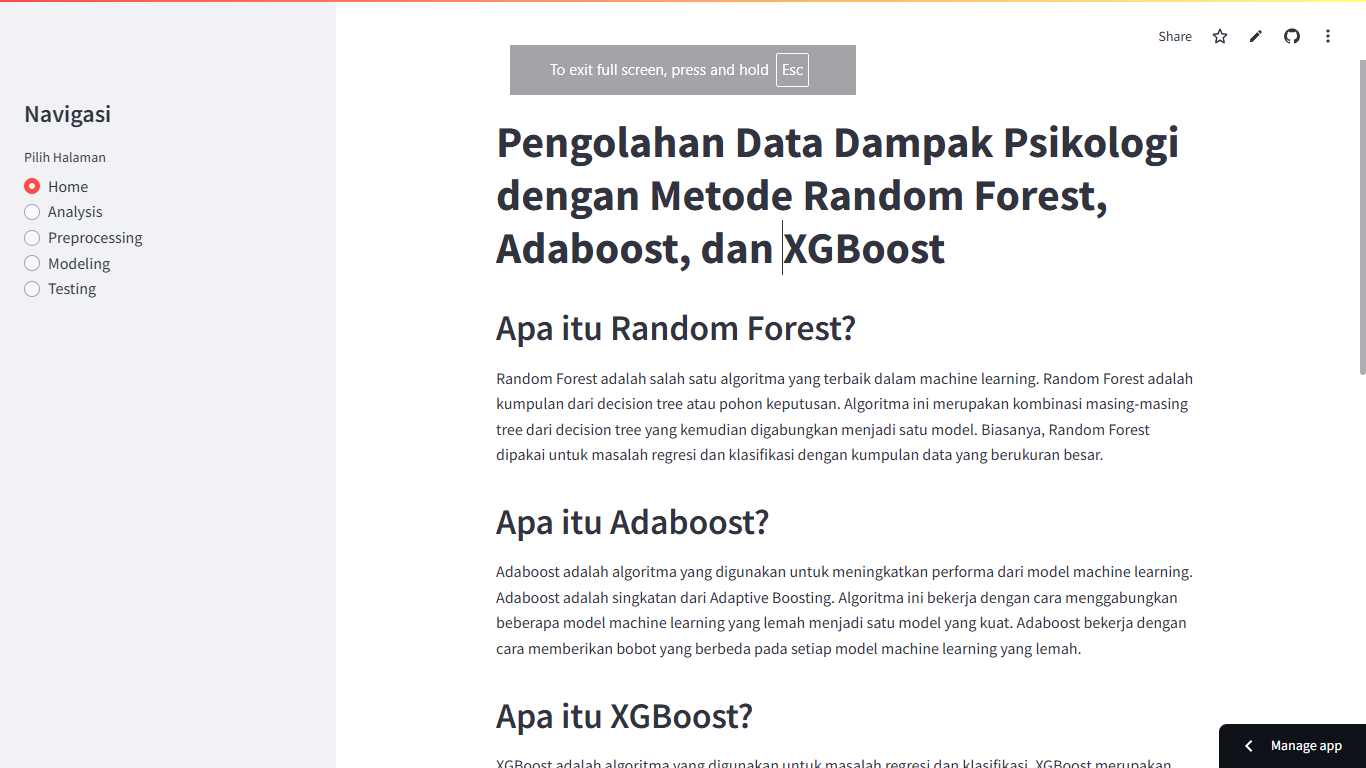 Share
To exit full screen, press and hold Esc
Navigasi
Pilih Halaman
Home
Analysis
Preprocessing
Modeling
Testing
Pengolahan Data Dampak Psikologi
dengan Metode Random Forest,
Adaboost, dan XGBoost
Apa itu Random Forest?
Random Forest adalah salah satu algoritma yang terbaik dalam machine learning. Random Forest adalah
kumpulan dari decision tree atau pohon keputusan. Algoritma ini merupakan kombinasi masing-masing
tree dari decision tree yang kemudian digabungkan menjadi satu model. Biasanya, Random Forest
dipakai untuk masalah regresi dan klasifikasi dengan kumpulan data yang berukuran besar.
Apa itu Adaboost?
Adaboost adalah algoritma yang digunakan untuk meningkatkan performa dari model machine learning.
Adaboost adalah singkatan dari Adaptive Boosting. Algoritma ini bekerja dengan cara menggabungkan
beberapa model machine learning yang lemah menjadi satu model yang kuat. Adaboost bekerja dengan
cara memberikan bobot yang berbeda pada setiap model machine learning yang lemah.
Apa itu XGBoost?
XGBoost adalah algoritma yang digunakan untuk masalah regresi dan klasifikasi. XGBoost merupakan
Manage app